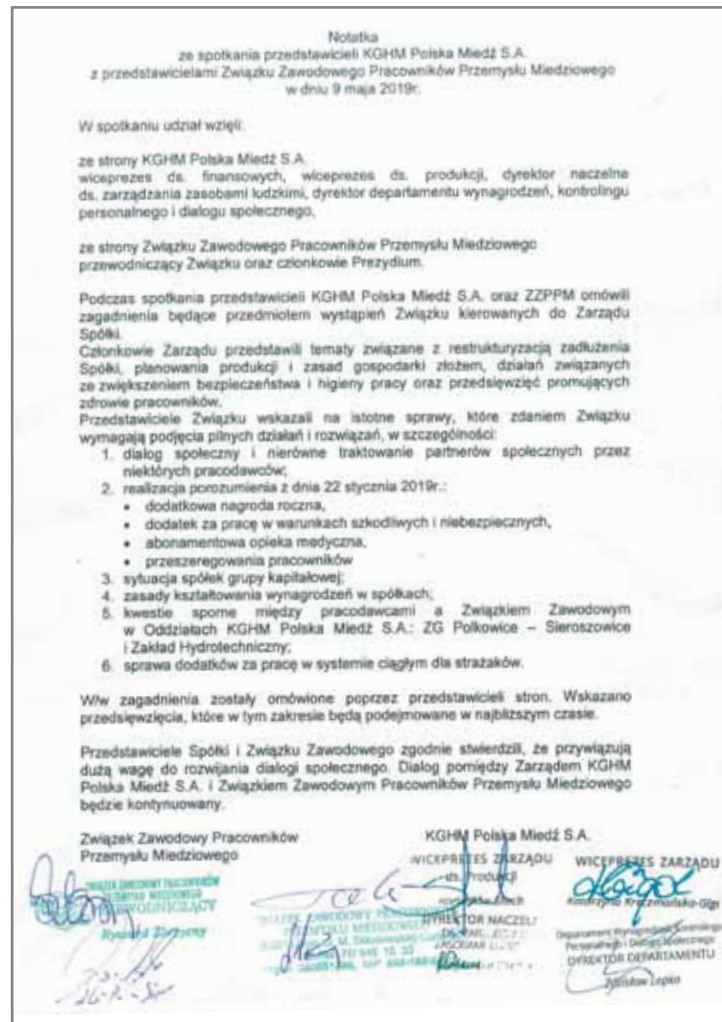 Notatka
ze spotkania przedstawicieli KGHM Polska Miedź S.A.
z przedstawicielami Związku Zawodowego Pracowników Przemysłu Miedziowego
w dniu 9 maja 2019r.
W spotkaniu udział wzięli:
ze strony KGHM Polska Miedź S.A.
wiceprezes ds. finansowych, wiceprezes ds. produkcji, dyrektor naczelna
ds. zarządzania zasobami ludzkimi, dyrektor departamentu wynagrodzeń, kontrolingu
personalnego i dialogu społecznego,
ze strony Związku Zawodowego Pracowników Przemysłu Miedziowego
przewodniczący Związku oraz członkowie Prezydium.
Podczas spotkania przedstawicieli KGHM Polska Miedź S.A. oraz ZZPPM omówili
zagadnienia będące przedmiotem wystąpień Związku kierowanych do Zarządu
Spółki.
Członkowie Zarządu przedstawili tematy związane z restrukturyzacją zadłużenia
Spółki, planowania produkcji i zasad gospodarki złożem, działań związanych
ze zwiększeniem bezpieczeństwa i higieny pracy oraz przedsięwzięć promujących
zdrowie pracowników.
Przedstawiciele Związku wskazali na istotne sprawy, które zdaniem Związku
wymagają podjęcia pilnych działań i rozwiązań, w szczególności:
1. dialog społeczny i nierówne traktowanie partnerów społecznych przez
niektórych pracodawców;
2. realizacja porozumienia z dnia 22 stycznia 2019r.:
• dodatkowa nagroda roczna,
• dodatek za pracę w warunkach szkodliwych i niebezpiecznych,
• abonamentowa opieka medyczna,
• przeszeregowania pracowników
3. sytuacja spółek grupy kapitałowej;
4. zasady kształtowania wynagrodzeń w spółkach;
5. kwestie sporne między pracodawcami a Związkiem Zawodowym
w Oddziałach KGHM Polska Miedź S.A.: ZG Polkowice – Sieroszowice
i Zakład Hydrotechniczny;
6. sprawa dodatków za pracę w systemie ciągłym dla strażaków.
W/w zagadnienia zostały omówione poprzez przedstawicieli stron. Wskazano
przedsięwzięcia, które w tym zakresie będą podejmowane w najbliższym czasie.
Przedstawiciele Spółki i Związku Zawodowego zgodnie stwierdzili, że przywiązują
dużą wagę do rozwijania dialogi społecznego. Dialog pomiędzy Zarządem KGHM
Polska Miedź S.A. i Związkiem Zawodowym Pracowników Przemysłu Miedziowego
będzie kontynuowany.
Związek Zawodowy Pracowników
Przemysłu Miedziowego
KGHM Polska Miedź S.A.
WICEPREZES ZARZĄDU
ds. Produkcji
WICEPREZES ZARZĄDU
Katarzyna Kreczmańska-Gigol
DYREKTOR NACZELNY
Departament Wynagrodzeń, Kontrolingu
Personalnego i Dialogu Społecznego
DYREKTOR DEPARTAMENTU